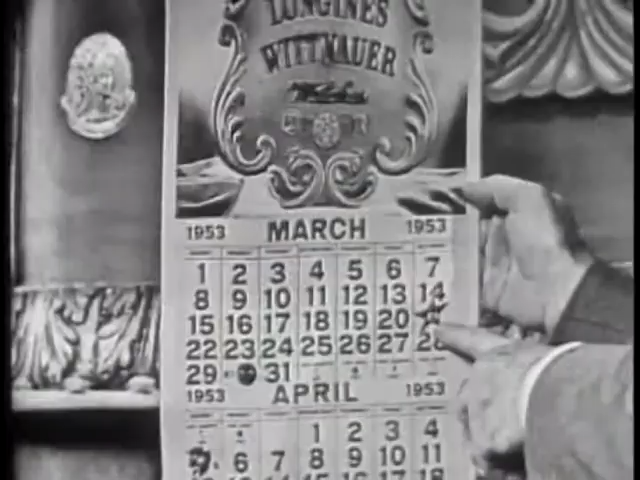 LONGINES
WITTNAUER
Watches
1953 MARCH 1953
1 2 3 4 5 6 7
8 9 10 11 12 13 14
15 16 17 18 19 20
22 23 24 25 26 27 28
29 31
1953 APRIL 1953
1 2 3 4
6 7 8 9 10 11